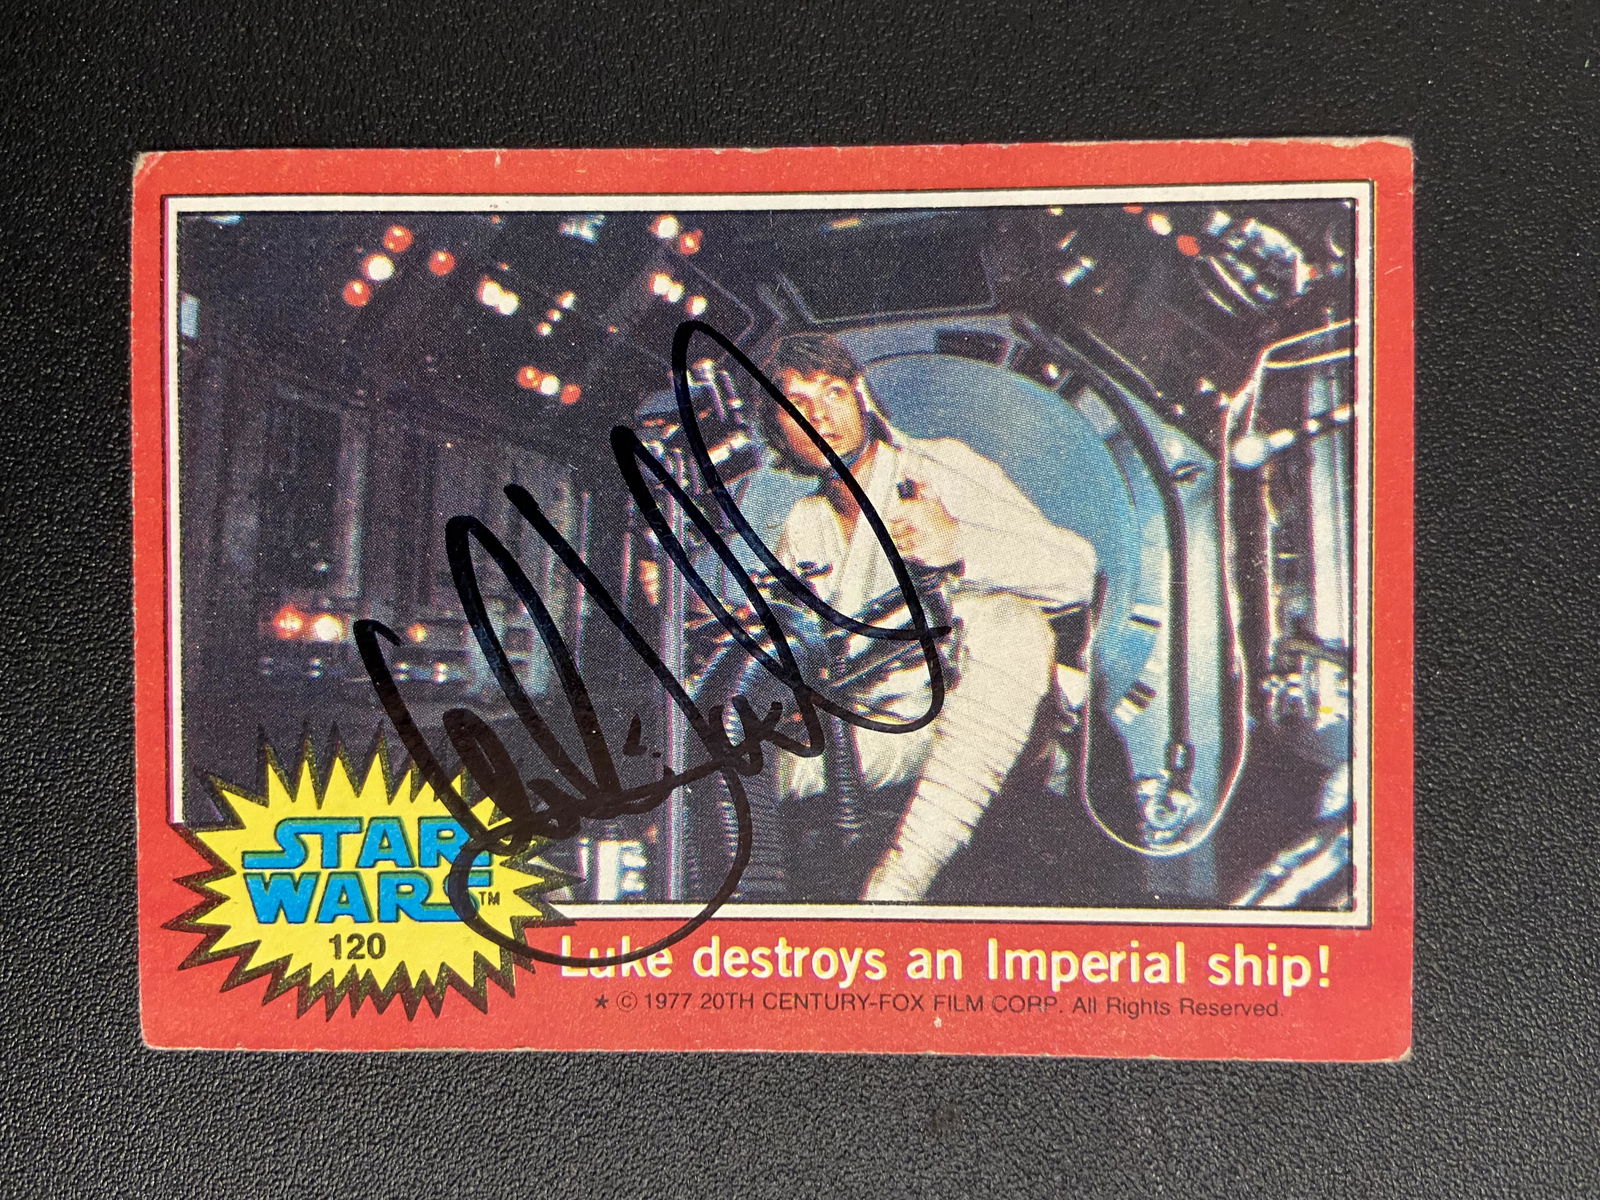 STAR
WARS™
120
Luke destroys an Imperial ship!
★ © 1977 20TH CENTURY-FOX FILM CORP. All Rights Reserved.